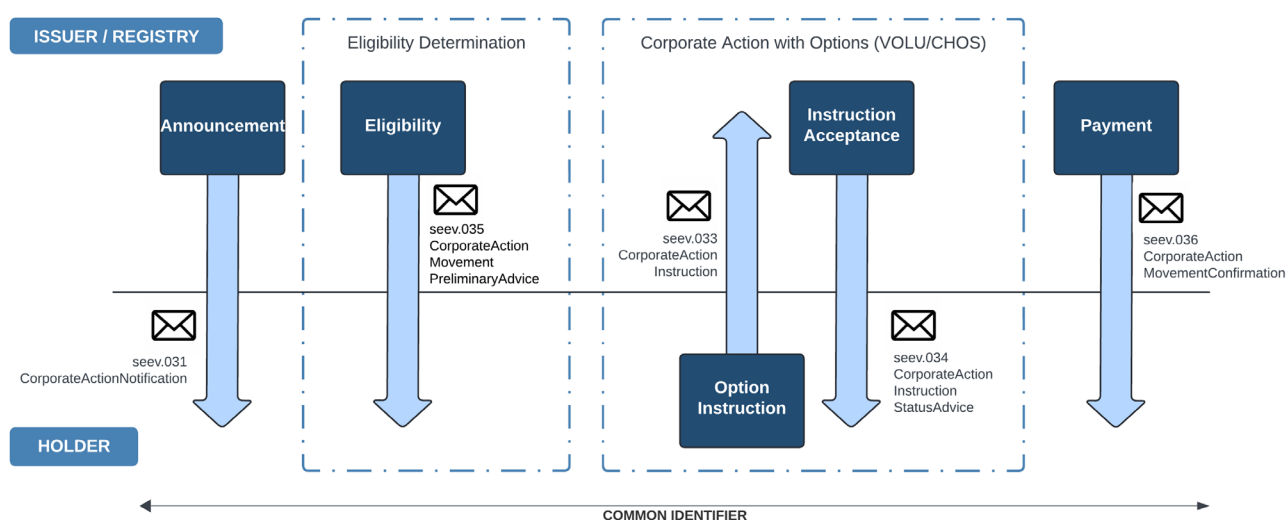 ISSUER / REGISTRY
Eligibility Determination
Corporate Action with Options (VOLU/CHOS)
Announcement
Eligibility
Instruction
Acceptance
Payment
seev.035
CorporateAction
Movement
PreliminaryAdvice
seev.033
CorporateAction
Instruction
seev.036
CorporateAction
MovementConfirmation
seev.031
CorporateActionNotification
seev.034
CorporateAction
Instruction
StatusAdvice
Option
Instruction
HOLDER
COMMON IDENTIFIER